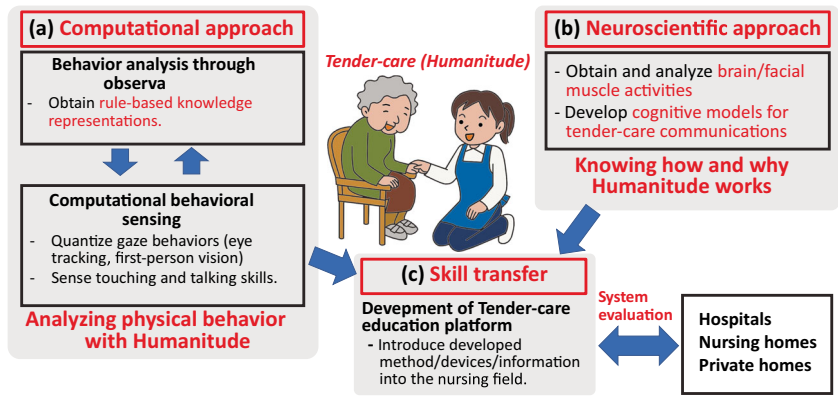 (a) Computational approach
Behavior analysis through
observa
- Obtain rule-based knowledge
representations.
Computational behavioral
sensing
- Quantize gaze behaviors (eye
tracking, first-person vision)
- Sense touching and talking skills.
Analyzing physical behavior
with Humanitude
Tender-care (Humanitude)
(b) Neuroscientific approach
- Obtain and analyze brain/facial
muscle activities
- Develop cognitive models for
tender-care communications
Knowing how and why
Humanitude works
(c) Skill transfer
Devepment of Tender-care
education platform
- Introduce developed
method/devices/information
into the nursing field.
System
evaluation
Hospitals
Nursing homes
Private homes